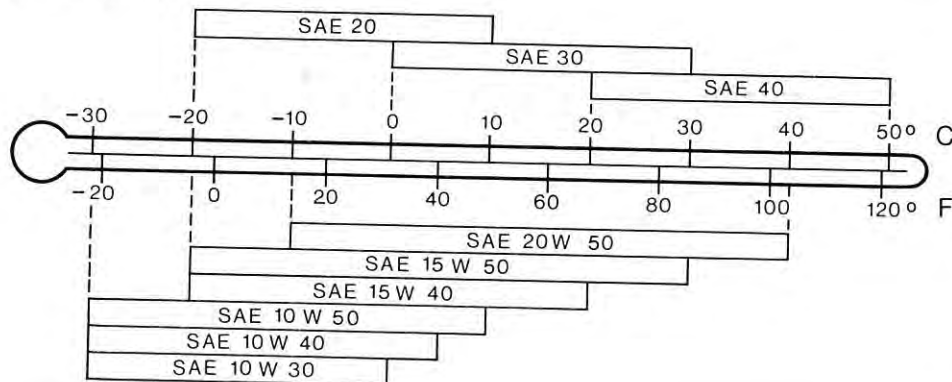 SAE 20
SAE 30
SAE 40
−30 −20 −10 0 10 20 30 40 50° C
−20 0 20 40 60 80 100 120° F
SAE 20W 50
SAE 15 W 50
SAE 15 W 40
SAE 10 W 50
SAE 10 W 40
SAE 10 W 30